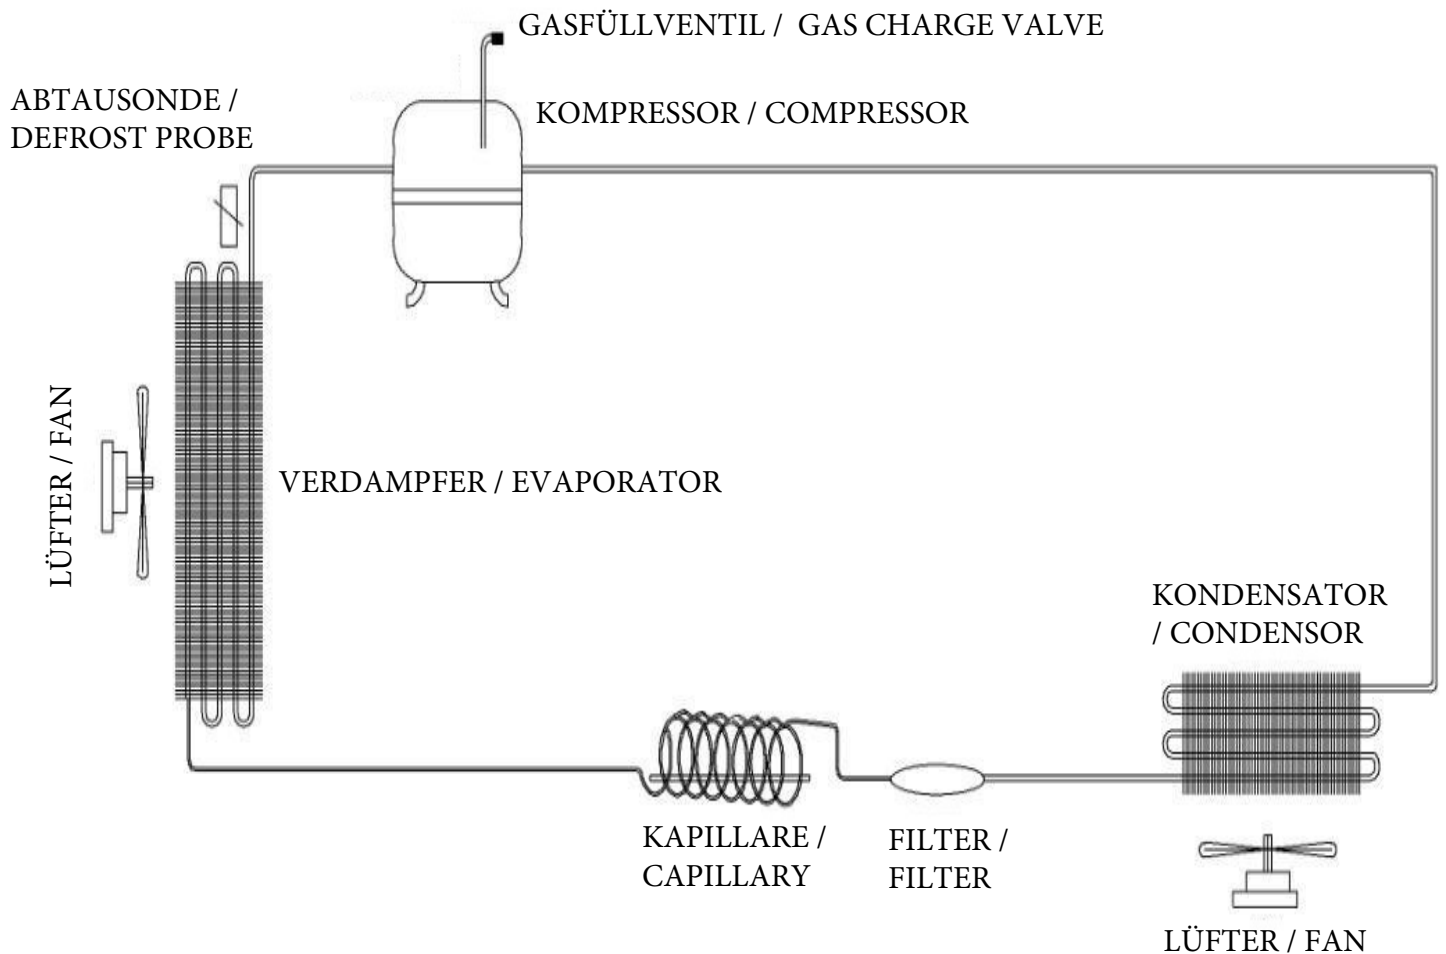 GASFÜLLVENTIL / GAS CHARGE VALVE
ABTAUSONDE /
DEFROST PROBE
KOMPRESSOR / COMPRESSOR
LÜFTER / FAN
VERDAMPFER / EVAPORATOR
KONDENSATOR
/ CONDENSOR
KAPILLARE /
CAPILLARY
FILTER /
FILTER
LÜFTER / FAN